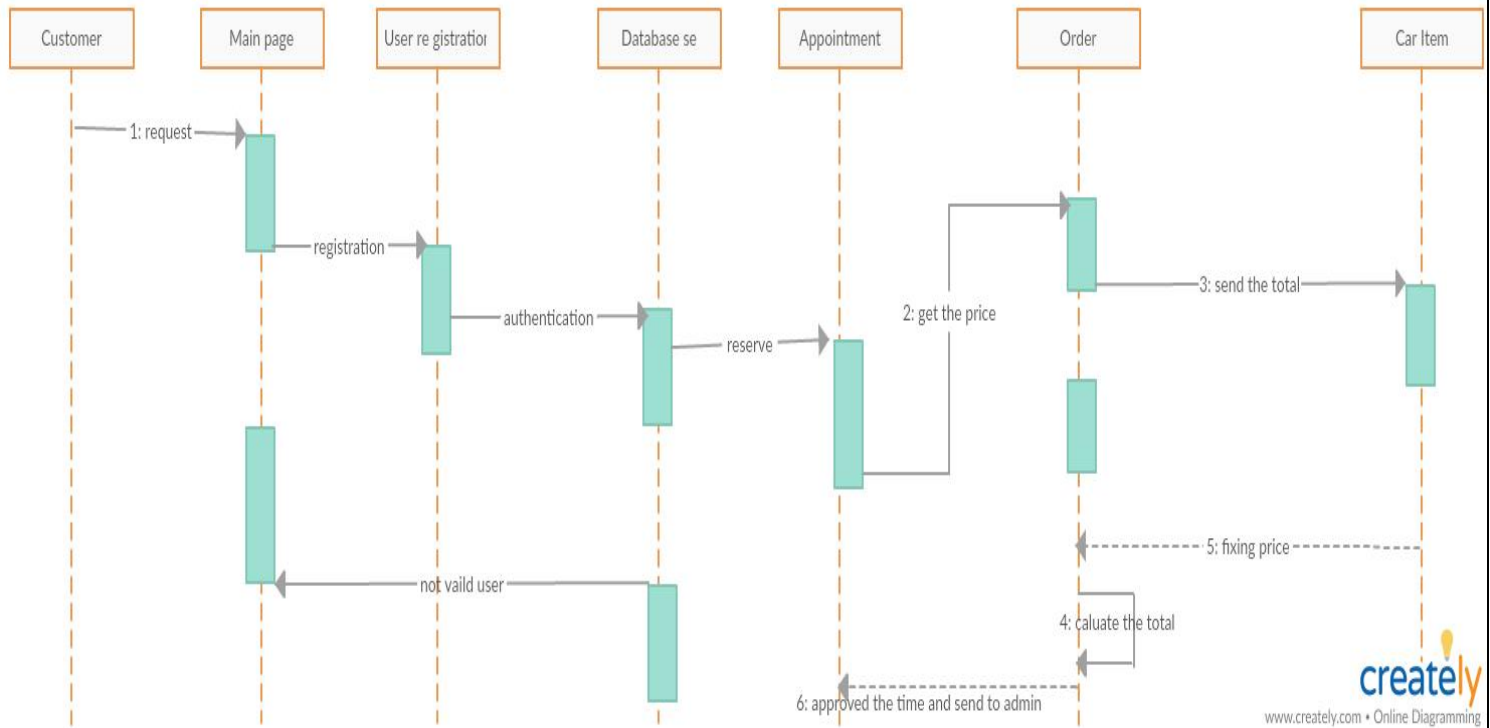 Customer
Main page
User re gistration
Database se
Appointment
Order
Car Item
1: request
registration
authentication
reserve
2: get the price
3: send the total
5: fixing price
not vaild user
4: caluate the total
6: approved the time and send to admin
creately
www.creately.com • Online Diagramming